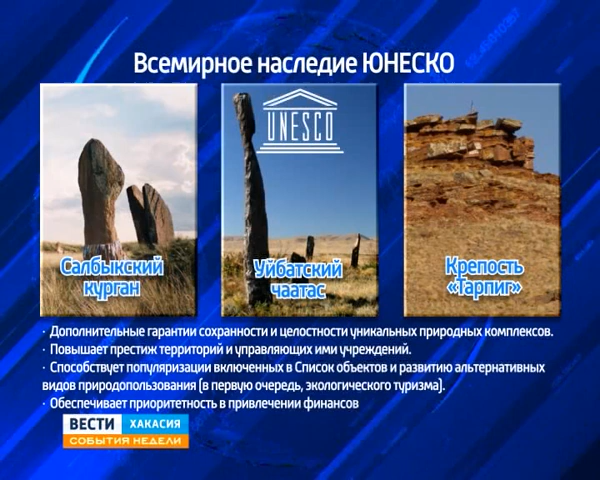 Всемирное наследие ЮНЕСКО
UNESCO
Салбыкский
курган
Уйбатский
чаатас
Крепость
«Тарпиг»
· Дополнительные гарантии сохранности и целостности уникальных природных комплексов.
· Повышает престиж территорий и управляющих ими учреждений.
· Способствует популяризации включенных в Список объектов и развитию альтернативных
видов природопользования (в первую очередь, экологического туризма).
· Обеспечивает приоритетность в привлечении финансов
ВЕСТИ ХАКАСИЯ
СОБЫТИЯ НЕДЕЛИ